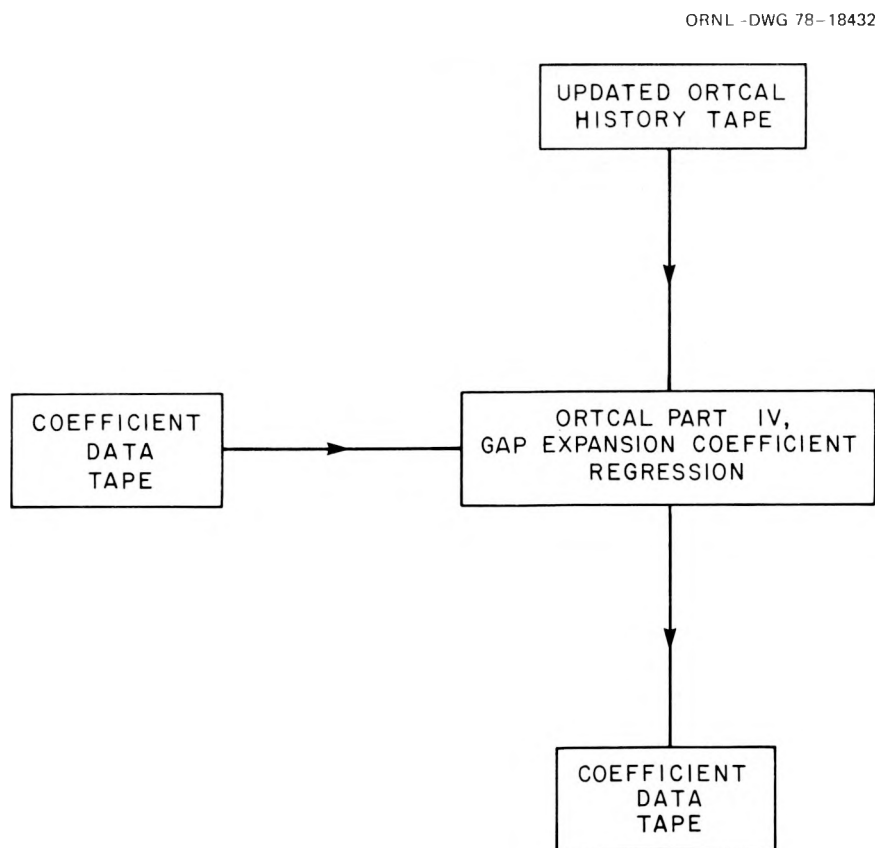 ORNL-DWG 78-18432
UPDATED ORTCAL
HISTORY TAPE
COEFFICIENT
DATA
TAPE
ORTCAL PART IV,
GAP EXPANSION COEFFICIENT
REGRESSION
COEFFICIENT
DATA
TAPE